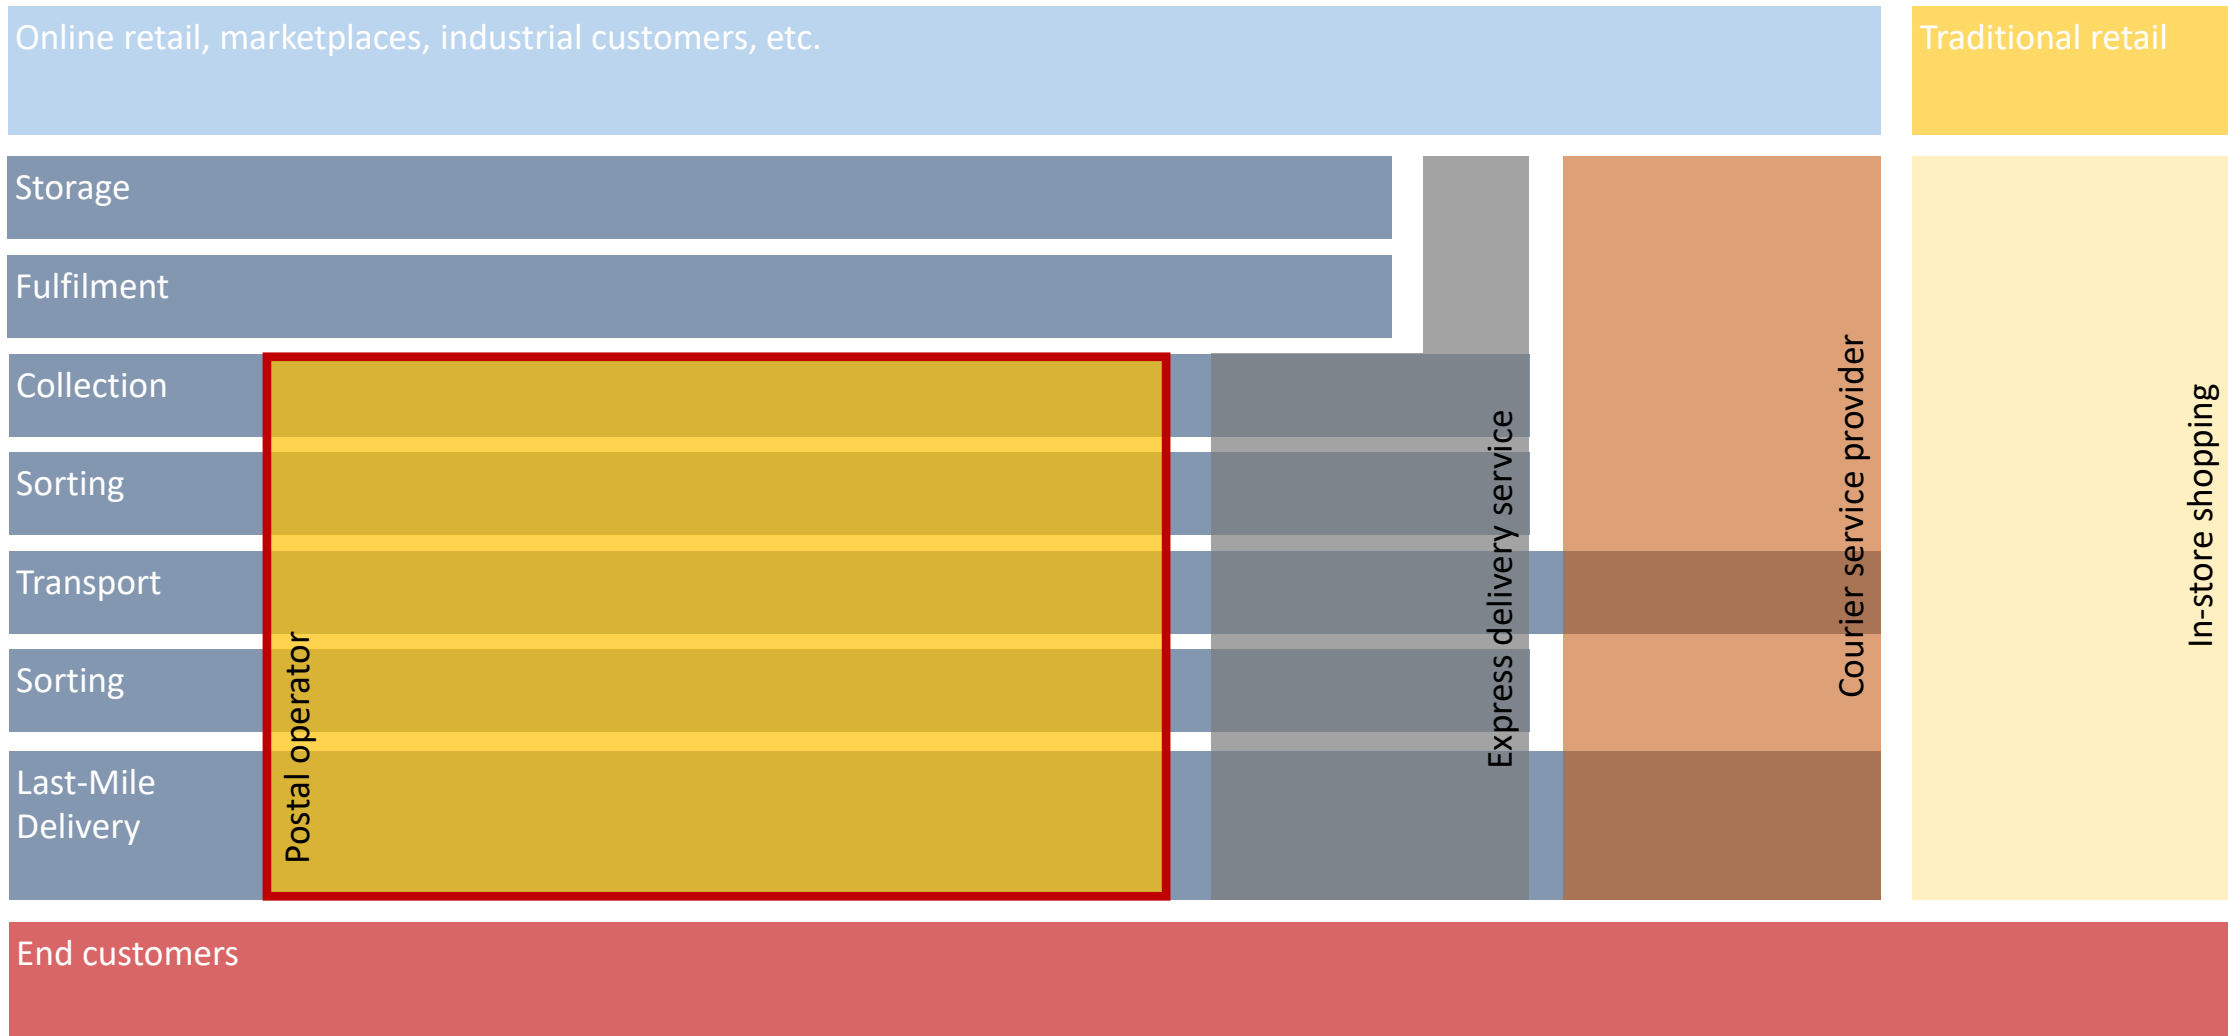 Online retail, marketplaces, industrial customers, etc.
Traditional retail
Storage
Fulfilment
Collection
Sorting
Transport
Sorting
Last-Mile
Delivery
Postal operator
Express delivery service
Courier service provider
In-store shopping
End customers